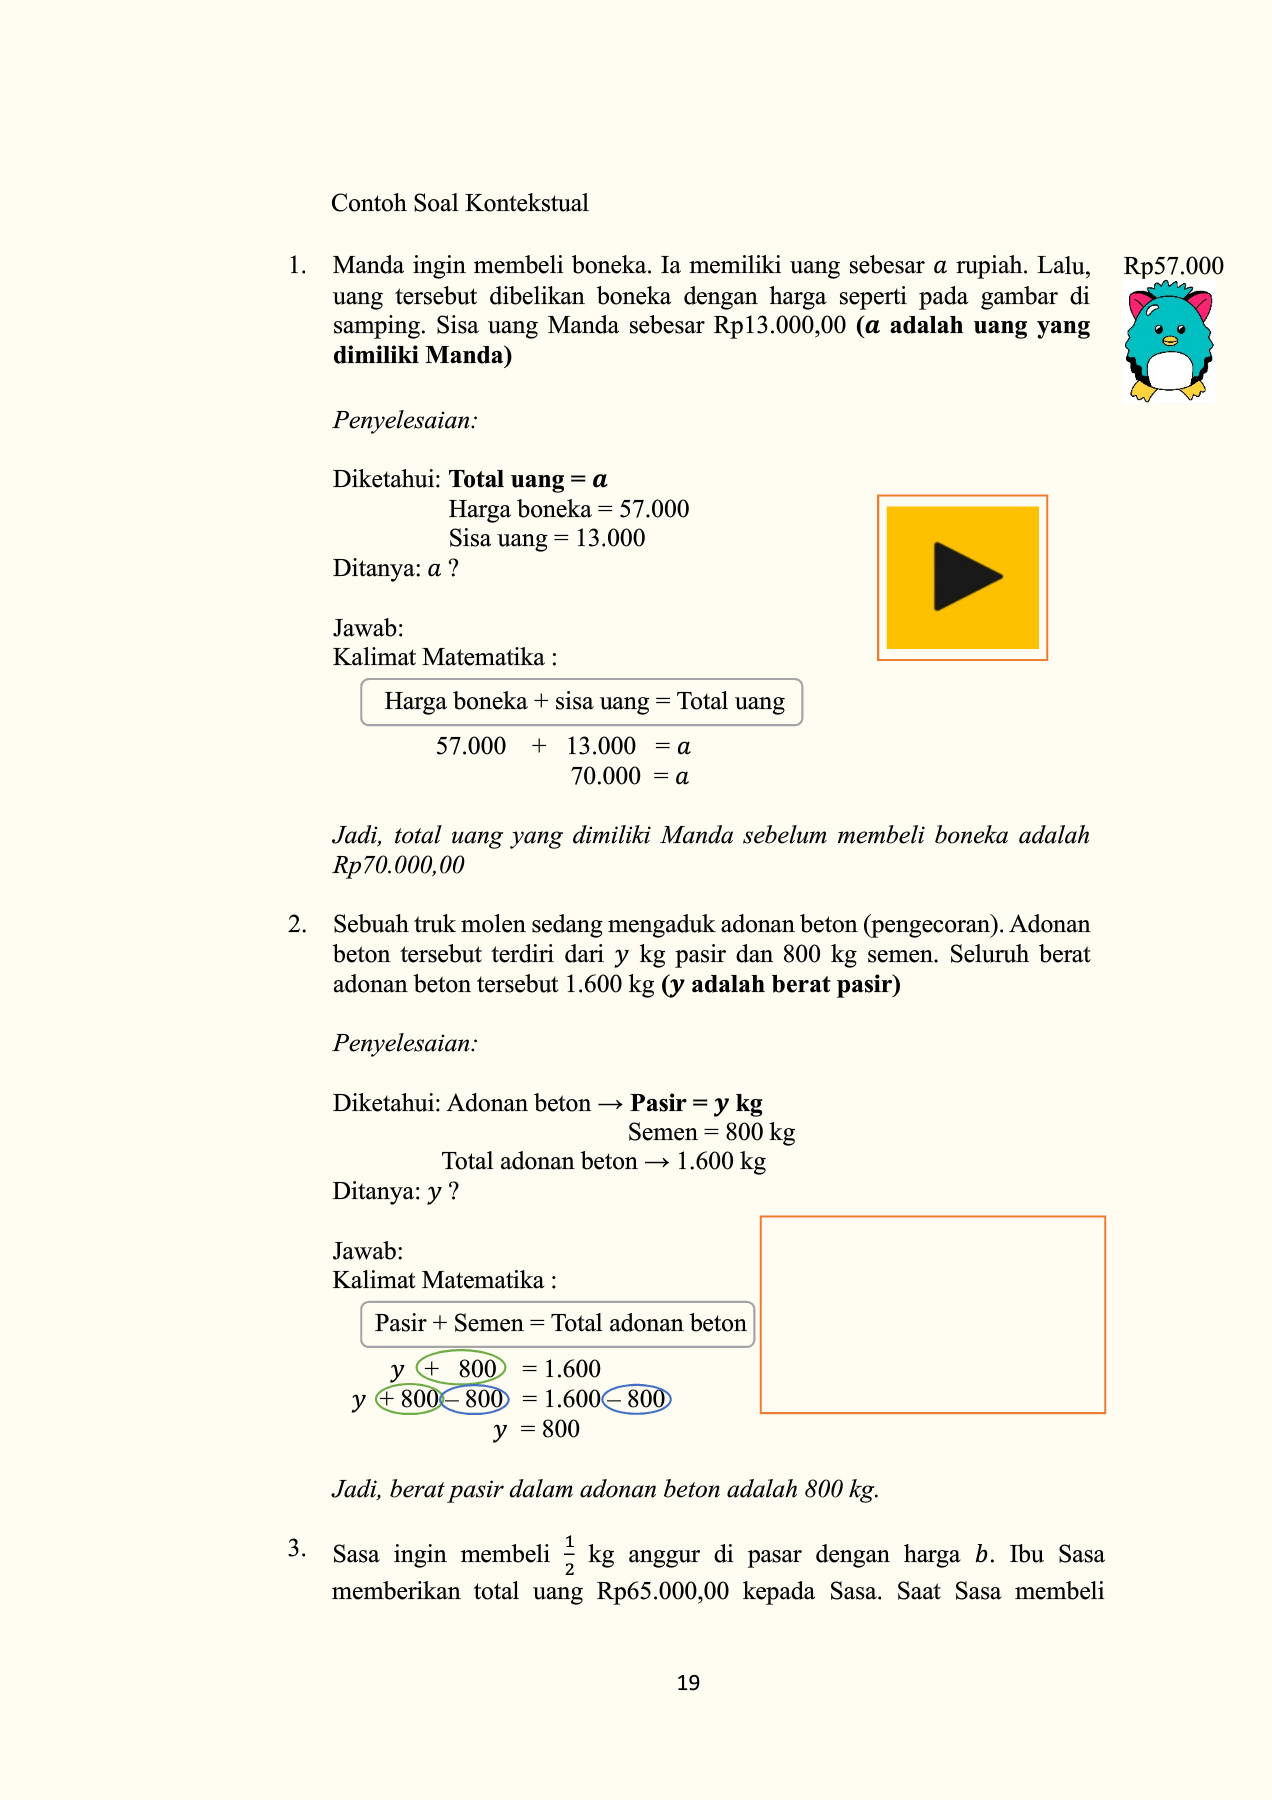 Contoh Soal Kontekstual
1. Manda ingin membeli boneka. Ia memiliki uang sebesar a rupiah. Lalu,
Rp57.000
uang tersebut dibelikan boneka dengan harga seperti pada gambar di
samping. Sisa uang Manda sebesar Rp13.000,00 (a adalah uang yang
dimiliki Manda)
Penyelesaian:
Diketahui: Total uang = a
Harga boneka = 57.000
Sisa uang = 13.000
Ditanya: a ?
Jawab:
Kalimat Matematika :
Harga boneka + sisa uang = Total uang
57.000 + 13.000 = a
70.000 = a
Jadi, total uang yang dimiliki Manda sebelum membeli boneka adalah
Rp70.000,00
2. Sebuah truk molen sedang mengaduk adonan beton (pengecoran). Adonan
beton tersebut terdiri dari y kg pasir dan 800 kg semen. Seluruh berat
adonan beton tersebut 1.600 kg (y adalah berat pasir)
Penyelesaian:
Diketahui: Adonan beton → Pasir = y kg
Semen = 800 kg
Total adonan beton → 1.600 kg
Ditanya: y ?
Jawab:
Kalimat Matematika :
Pasir + Semen = Total adonan beton
y + 800 = 1.600
y + 800 – 800 = 1.600 – 800
y = 800
Jadi, berat pasir dalam adonan beton adalah 800 kg.
3. Sasa ingin membeli 1/2 kg anggur di pasar dengan harga b. Ibu Sasa
memberikan total uang Rp65.000,00 kepada Sasa. Saat Sasa membeli
19